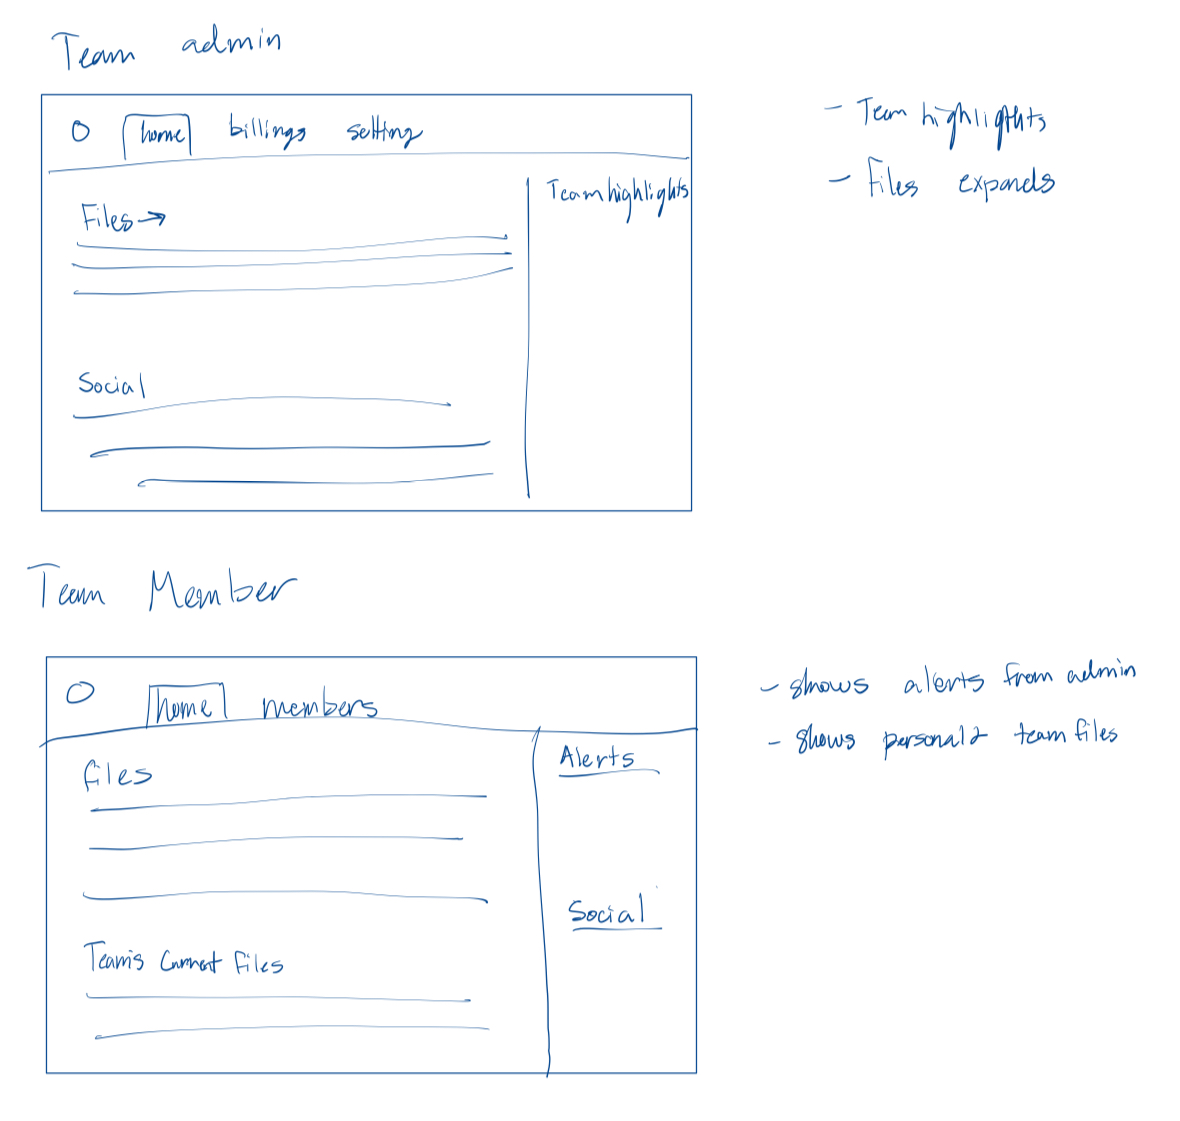 Team admin
home billings setting
- Team highlights
- Files expands
Files →
Team highlights
Social
Team Member
home members
- shows alerts from admin
- shows personal & team files
files
Alerts
Social
Team's Current Files